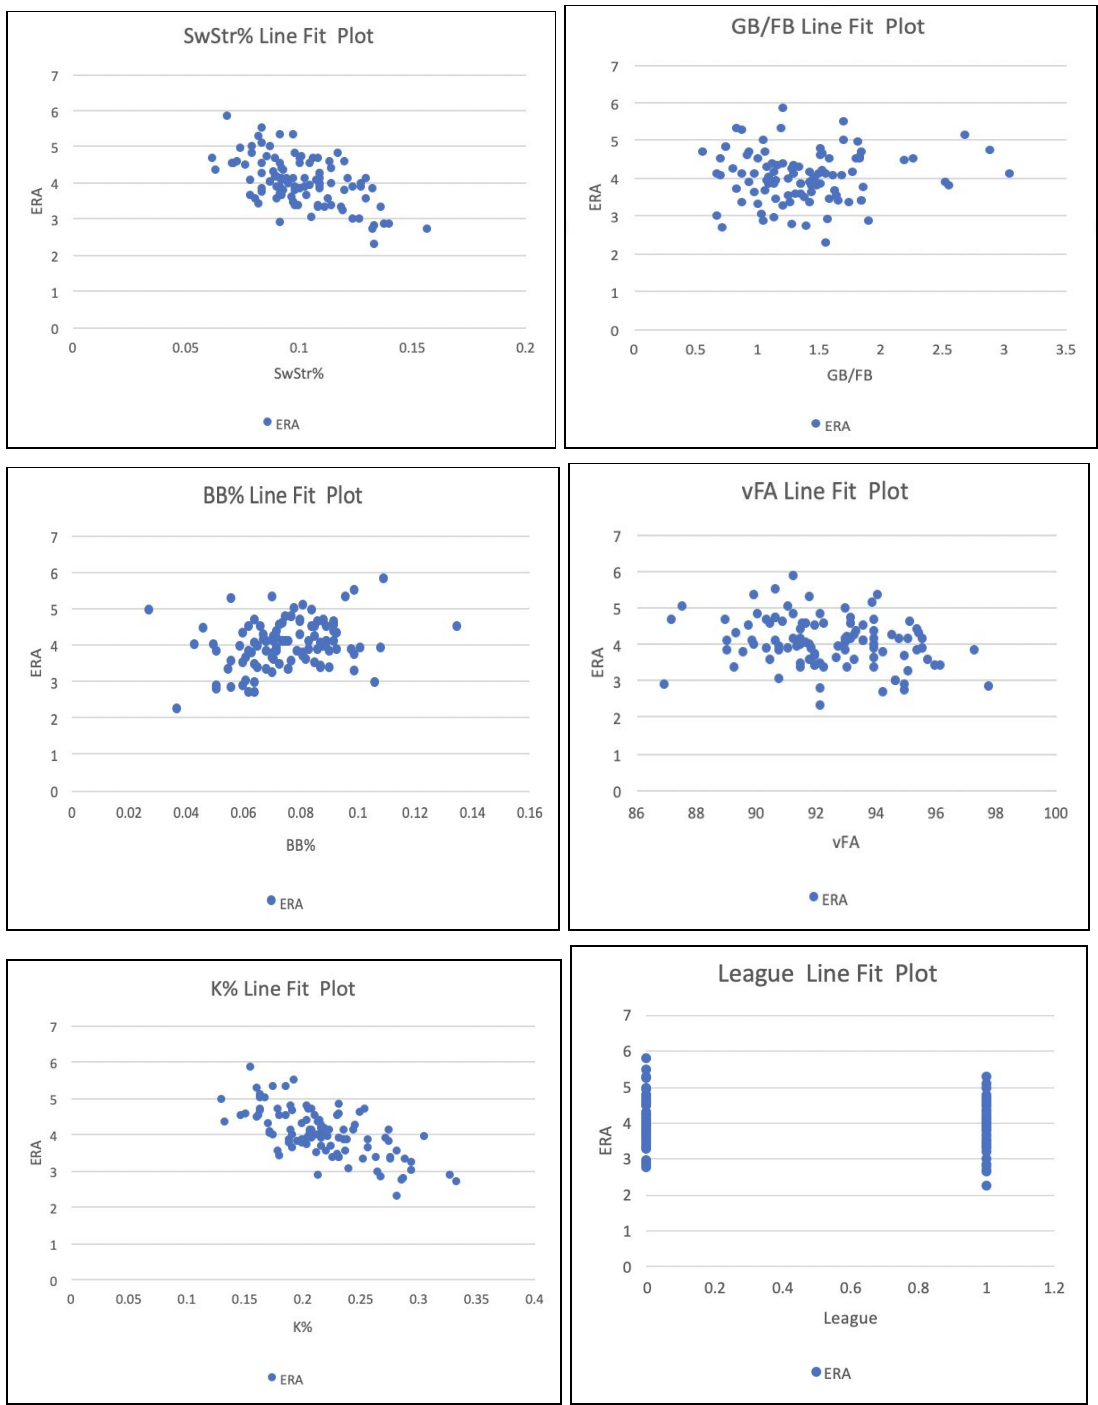 SwStr% Line Fit Plot
7
6
5
4
3
2
1
0
ERA
0 0.05 0.1 0.15 0.2
SwStr%
ERA
GB/FB Line Fit Plot
7
6
5
4
3
2
1
0
ERA
0 0.5 1 1.5 2 2.5 3 3.5
GB/FB
ERA
BB% Line Fit Plot
7
6
5
4
3
2
1
0
ERA
0 0.02 0.04 0.06 0.08 0.1 0.12 0.14 0.16
BB%
ERA
vFA Line Fit Plot
7
6
5
4
3
2
1
0
ERA
86 88 90 92 94 96 98 100
vFA
ERA
K% Line Fit Plot
7
6
5
4
3
2
1
0
ERA
0 0.05 0.1 0.15 0.2 0.25 0.3 0.35 0.4
K%
ERA
League Line Fit Plot
7
6
5
4
3
2
1
0
ERA
0 0.2 0.4 0.6 0.8 1 1.2
League
ERA